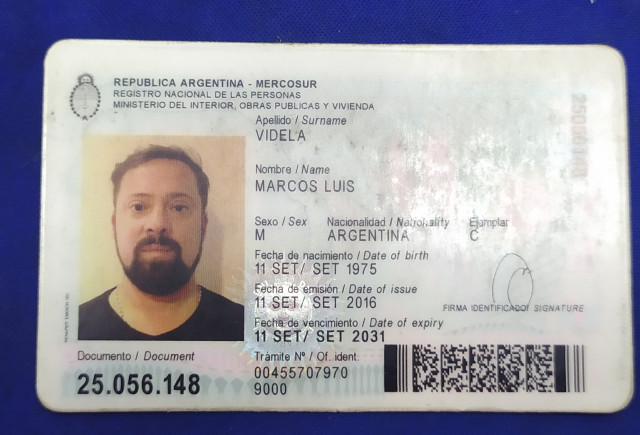 REPUBLICA ARGENTINA - MERCOSUR
REGISTRO NACIONAL DE LAS PERSONAS
MINISTERIO DEL INTERIOR, OBRAS PUBLICAS Y VIVIENDA
Apellido / Surname
VIDELA
Nombre / Name
MARCOS LUIS
Sexo / Sex Nacionalidad / Nationality Ejemplar
M ARGENTINA C
Fecha de nacimiento / Date of birth
11 SET/ SET 1975
Fecha de emisión / Date of issue
11 SET/ SET 2016
FIRMA IDENTIFICADO/ SIGNATURE
Fecha de vencimiento / Date of expiry
11 SET/ SET 2031
Documento / Document
25.056.148
Trámite Nº / Of. ident.
00455707970
9000